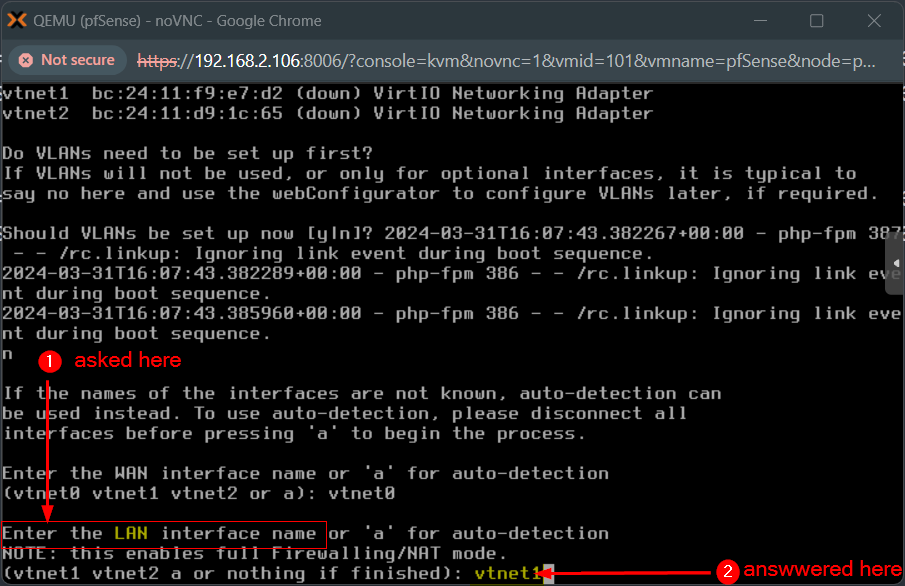 QEMU (pfSense) - noVNC - Google Chrome
Not secure https://192.168.2.106:8006/?console=kvm&novnc=1&vmid=101&vmname=pfSense&node=p...
vtnet1 bc:24:11:f9:e7:d2 (down) VirtIO Networking Adapter
vtnet2 bc:24:11:d9:1c:65 (down) VirtIO Networking Adapter
Do VLANs need to be set up first?
If VLANs will not be used, or only for optional interfaces, it is typical to
say no here and use the webConfigurator to configure VLANs later, if required.
Should VLANs be set up now [y|n]? 2024-03-31T16:07:43.382267+00:00 - php-fpm 387
- - /rc.linkup: Ignoring link event during boot sequence.
2024-03-31T16:07:43.382289+00:00 - php-fpm 386 - - /rc.linkup: Ignoring link eve
nt during boot sequence.
2024-03-31T16:07:43.385960+00:00 - php-fpm 386 - - /rc.linkup: Ignoring link eve
nt during boot sequence.
n
1 asked here
If the names of the interfaces are not known, auto-detection can
be used instead. To use auto-detection, please disconnect all
interfaces before pressing 'a' to begin the process.
Enter the WAN interface name or 'a' for auto-detection
(vtnet0 vtnet1 vtnet2 or a): vtnet0
Enter the LAN interface name or 'a' for auto-detection
NOTE: this enables full Firewalling/NAT mode.
(vtnet1 vtnet2 a or nothing if finished): vtnet1
2 answwered here